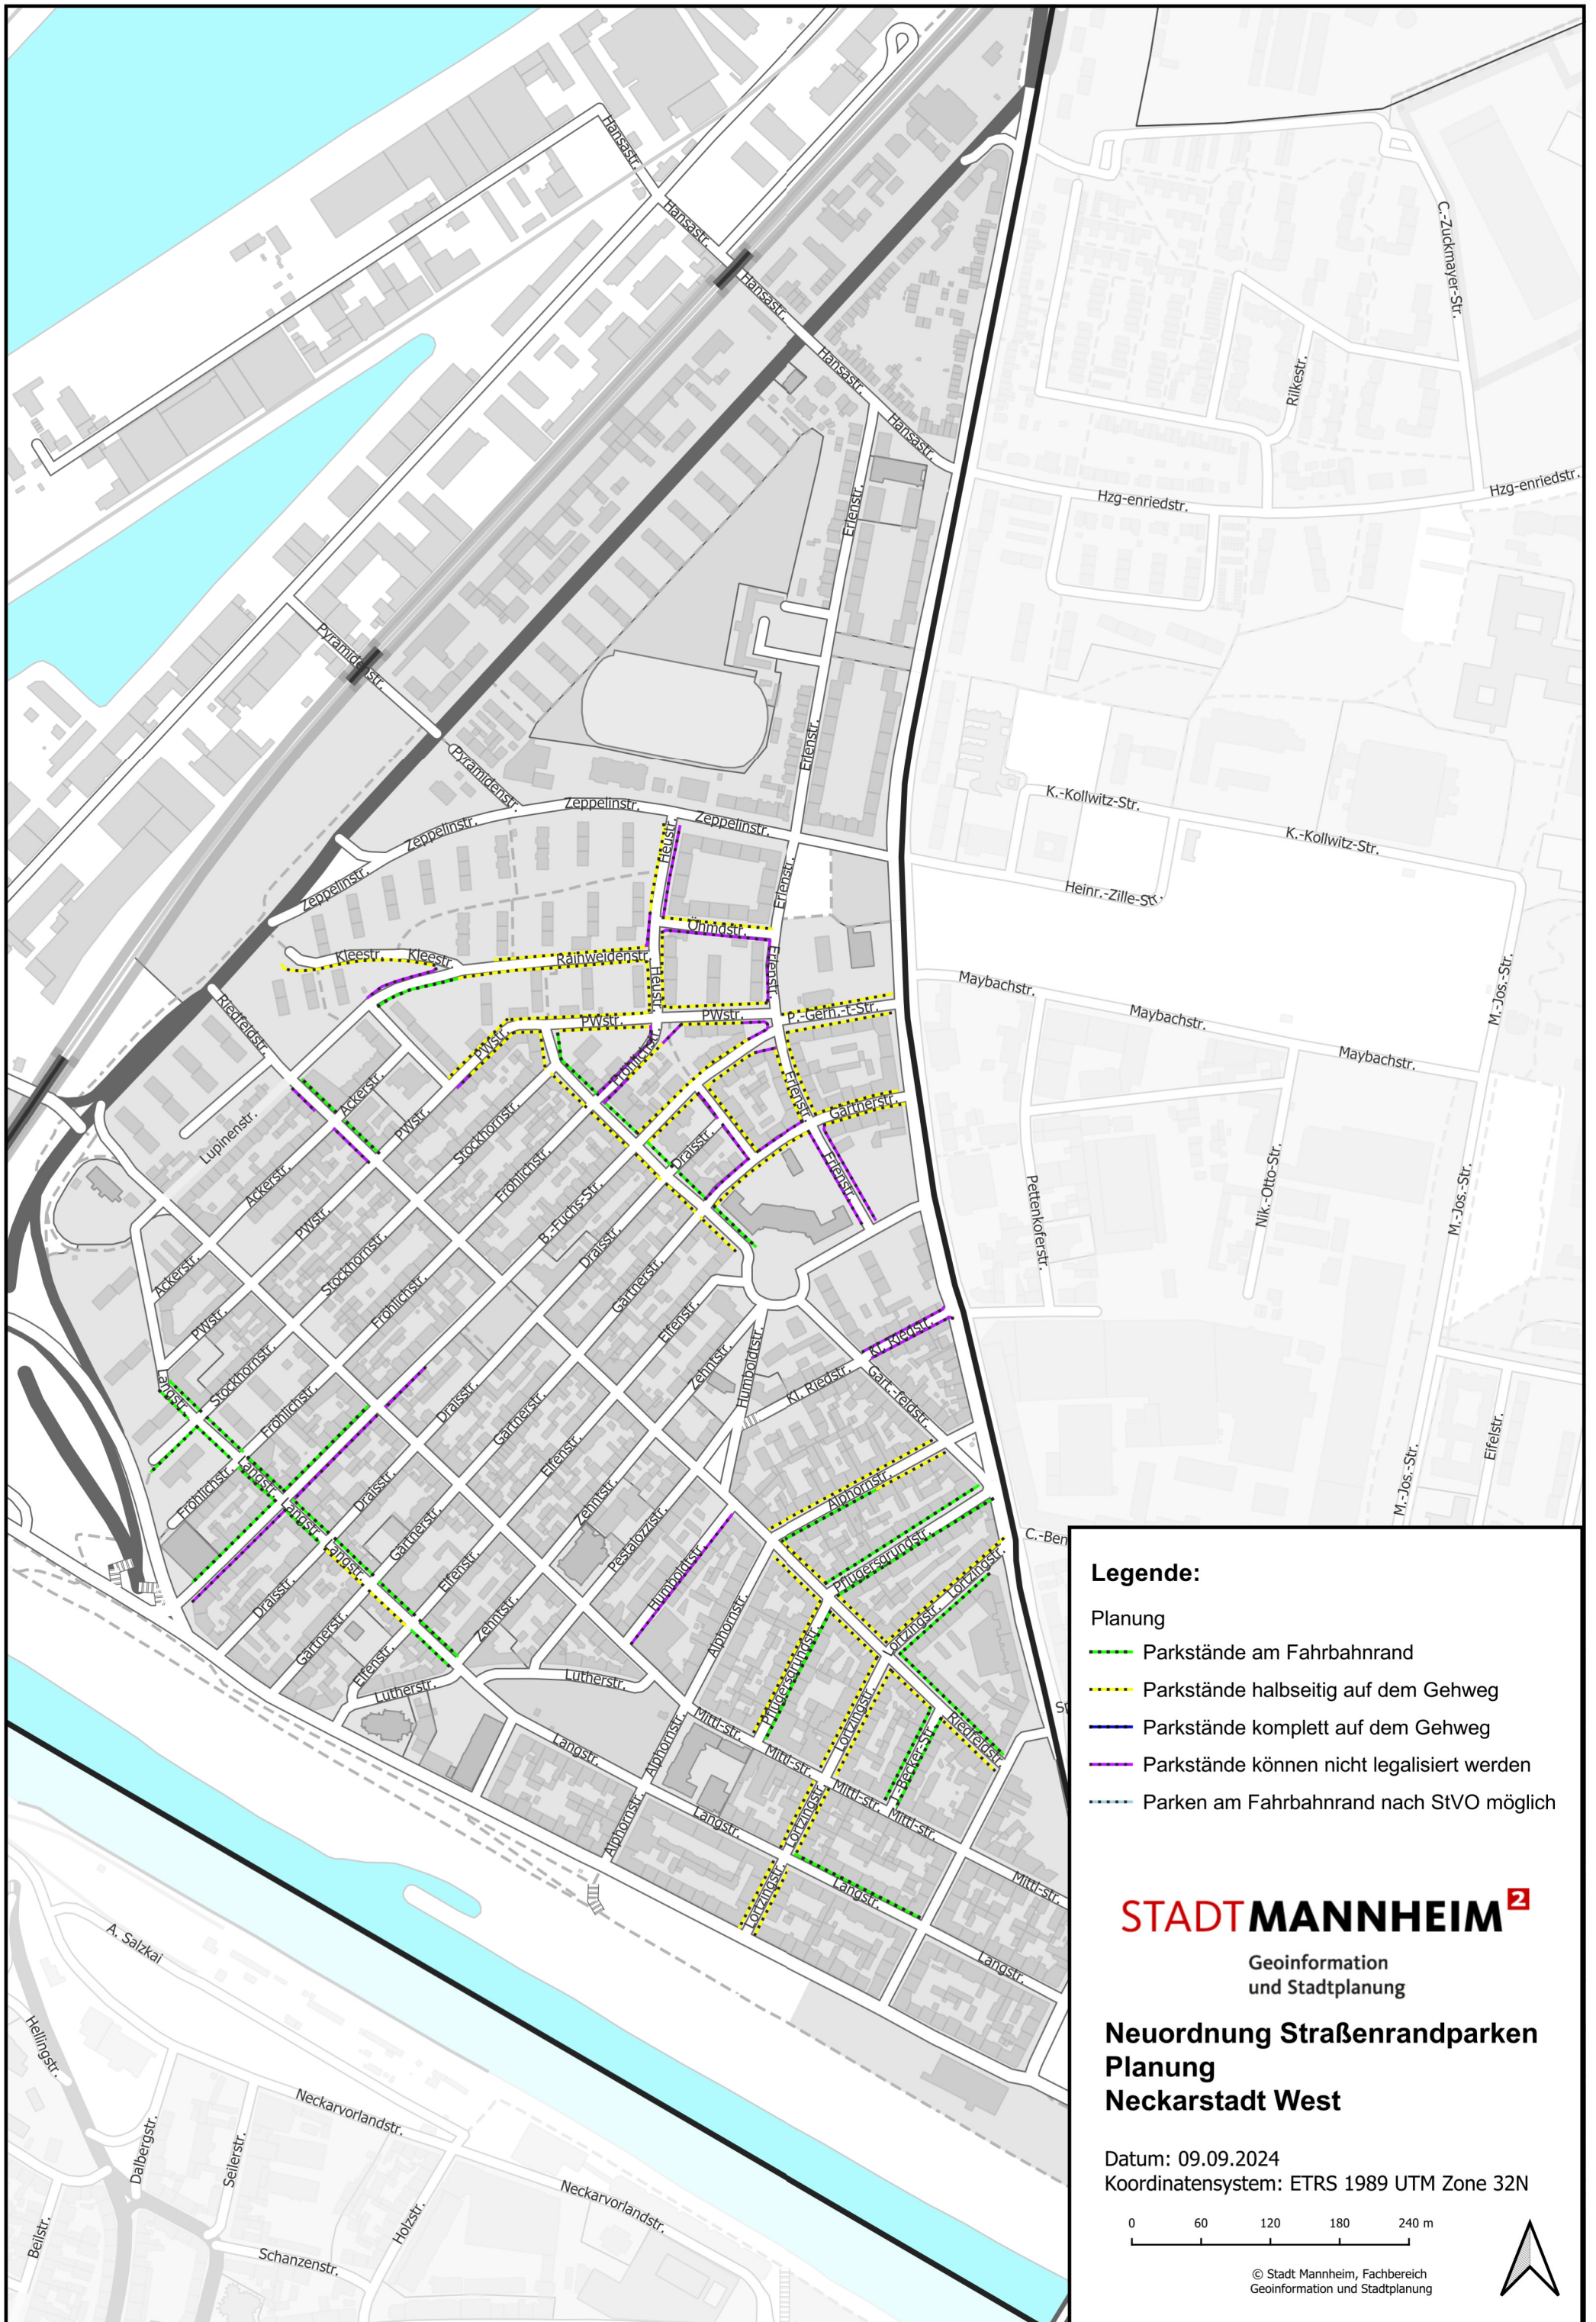 Hansastr.
Hansastr.
Hansastr.
Hansastr.
Hansastr.
C.-Zuckmayer-Str.
Rilkestr.
Hzg-enriedstr.
Hzg-enriedstr.
Erlenstr.
Pyramidenstr.
Pyramidenstr.
Erlenstr.
Zeppelinstr.
Zeppelinstr.
Zeppelinstr.
Zeppelinstr.
K.-Kollwitz-Str.
K.-Kollwitz-Str.
Heinr.-Zille-Str.
Heustr.
Erlenstr.
Öhmdstr.
Kleestr.
Kleestr.
Rainweidenstr.
Heustr.
Erlenstr.
Maybachstr.
Maybachstr.
Maybachstr.
M.-Jos.-Str.
Riedfeldstr.
PWstr.
PWstr.
PWstr.
P.-Gerh.-t-Str.
Fröhlichstr.
Ackerstr.
Lupinenstr.
PWstr.
Stockhornstr.
Erlenstr.
Gärtnerstr.
Draisstr.
Erlenstr.
Ackerstr.
Fröhlichstr.
B.-Fuchs-Str.
PWstr.
Stockhornstr.
Draisstr.
Gärtnerstr.
Pettenkoferstr.
Nik.-Otto-Str.
M.-Jos.-Str.
Ackerstr.
PWstr.
Fröhlichstr.
Elfenstr.
Zehntstr.
Humboldtstr.
Kl. Riedstr.
Kl. Riedstr.
Gart.-feldstr.
Langstr.
Stockhornstr.
Fröhlichstr.
Draisstr.
Gärtnerstr.
Elfenstr.
Zehntstr.
Pestalozzistr.
Humboldtstr.
Alphornstr.
Pflügersgrundstr.
Lortzingstr.
Lortzingstr.
Eifelstr.
M.-Jos.-Str.
C.-Ben
Fröhlichstr.
Langstr.
Langstr.
Langstr.
Draisstr.
Gärtnerstr.
Elfenstr.
Zehntstr.
Draisstr.
Gärtnerstr.
Elfenstr.
Lutherstr.
Lutherstr.
Alphornstr.
Pflügersgrundstr.
Lortzingstr.
Riedfeldstr.
-Becker-Str.
Sp
Alphornstr.
Mittl-str.
Mittl-str.
Mittl-str.
Mittl-str.
Mittl-str.
Langstr.
Alphornstr.
Langstr.
Lortzingstr.
Lortzingstr.
Langstr.
Langstr.
A. Salzkai
Hellingstr.
Dalbergstr.
Seilerstr.
Neckarvorlandstr.
Neckarvorlandstr.
Holzstr.
Beilstr.
Schanzenstr.
Legende:
Planung
Parkstände am Fahrbahnrand
Parkstände halbseitig auf dem Gehweg
Parkstände komplett auf dem Gehweg
Parkstände können nicht legalisiert werden
Parken am Fahrbahnrand nach StVO möglich
STADTMANNHEIM²
Geoinformation
und Stadtplanung
Neuordnung Straßenrandparken
Planung
Neckarstadt West
Datum: 09.09.2024
Koordinatensystem: ETRS 1989 UTM Zone 32N
0 60 120 180 240 m
© Stadt Mannheim, Fachbereich
Geoinformation und Stadtplanung